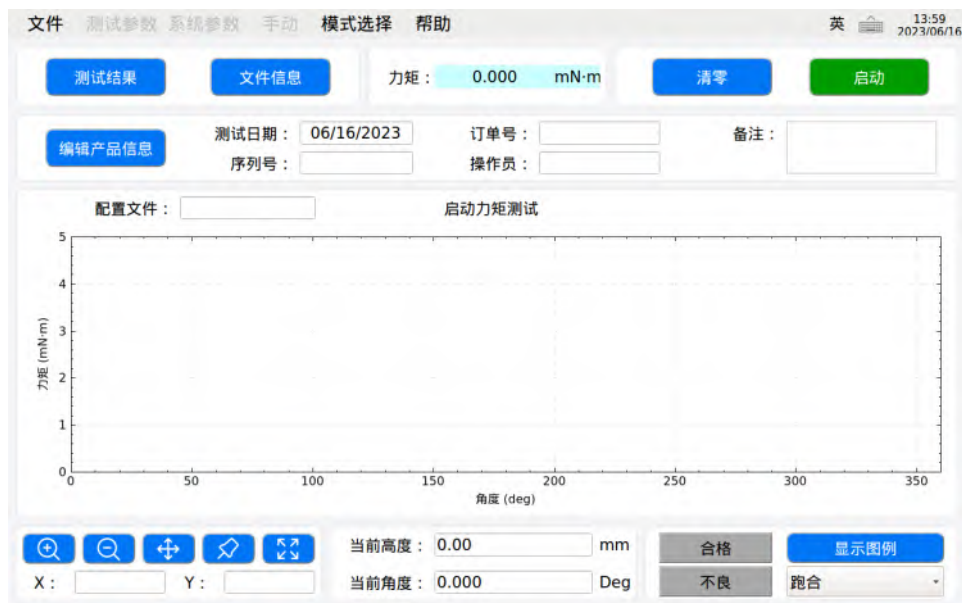 文件 测试参数 系统参数 手动 模式选择 帮助 英 13:59
2023/06/16
测试结果 文件信息 力矩： 0.000 mN·m 清零 启动
编辑产品信息 测试日期： 06/16/2023 订单号： 备注：
序列号： 操作员：
配置文件： 启动力矩测试
5
4
3
2
1
0
力矩 (mN·m)
0 50 100 150 200 250 300 350
角度 (deg)
当前高度： 0.00 mm 合格 显示图例
X： Y： 当前角度： 0.000 Deg 不良 跑合